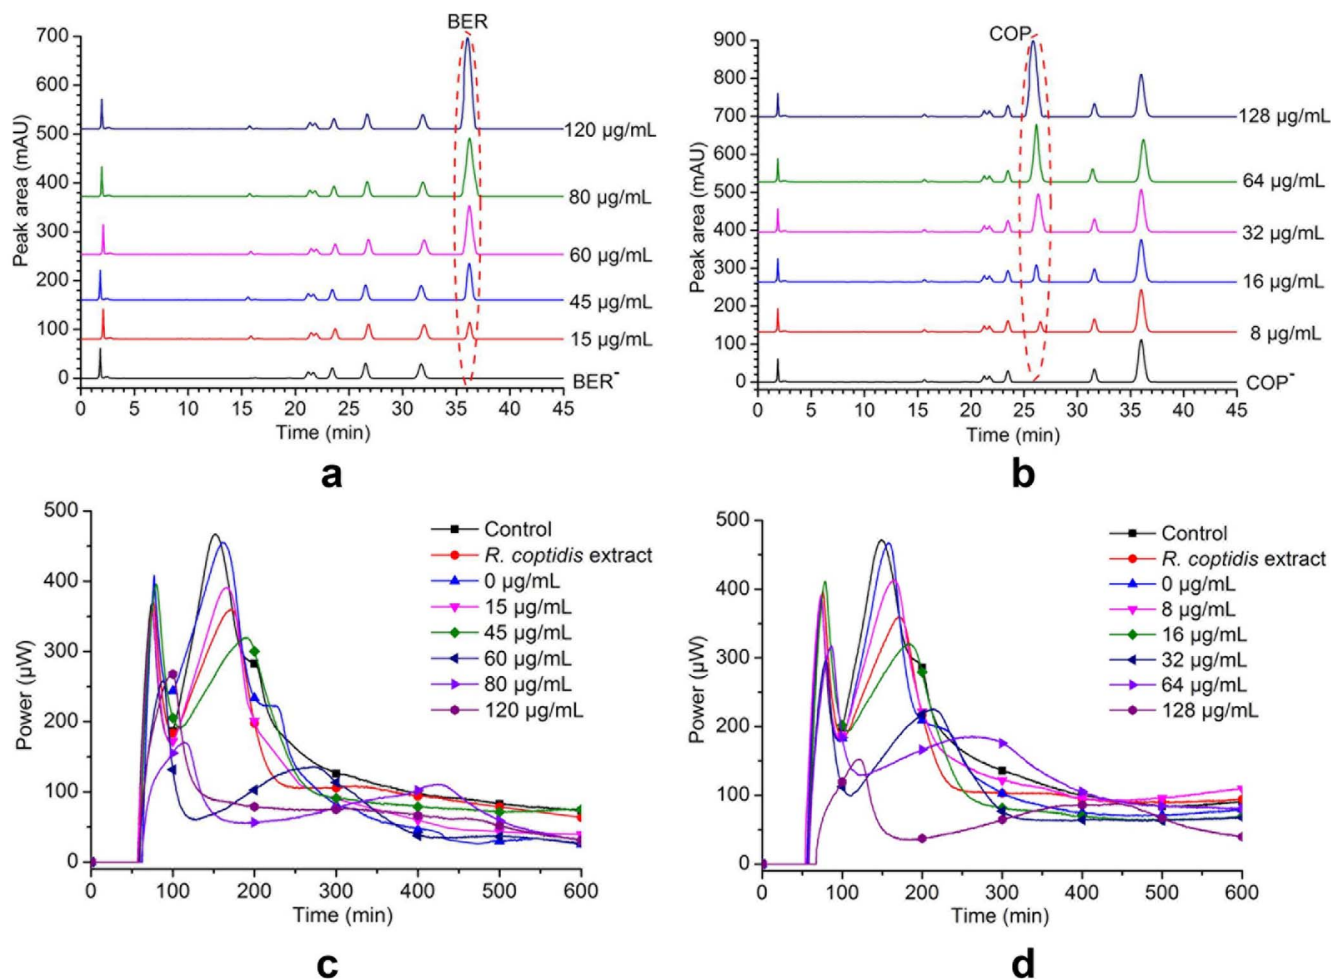 BER
700
500
400
300
200
100
0
Peak area (mAU)
120 µg/mL
80 µg/mL
60 µg/mL
45 µg/mL
15 µg/mL
BER⁻
0 5 10 15 20 25 30 35 40 45
Time (min)
a
COP
900
800
700
600
500
400
300
200
100
0
Peak area (mAU)
128 µg/mL
64 µg/mL
32 µg/mL
16 µg/mL
8 µg/mL
COP⁻
0 5 10 15 20 25 30 35 40 45
Time (min)
b
500
400
300
200
100
0
Power (µW)
Control
R. coptidis extract
0 µg/mL
15 µg/mL
45 µg/mL
60 µg/mL
80 µg/mL
120 µg/mL
0 100 200 300 400 500 600
Time (min)
c
500
400
300
200
100
0
Power (µW)
Control
R. coptidis extract
0 µg/mL
8 µg/mL
16 µg/mL
32 µg/mL
64 µg/mL
128 µg/mL
0 100 200 300 400 500 600
Time (min)
d